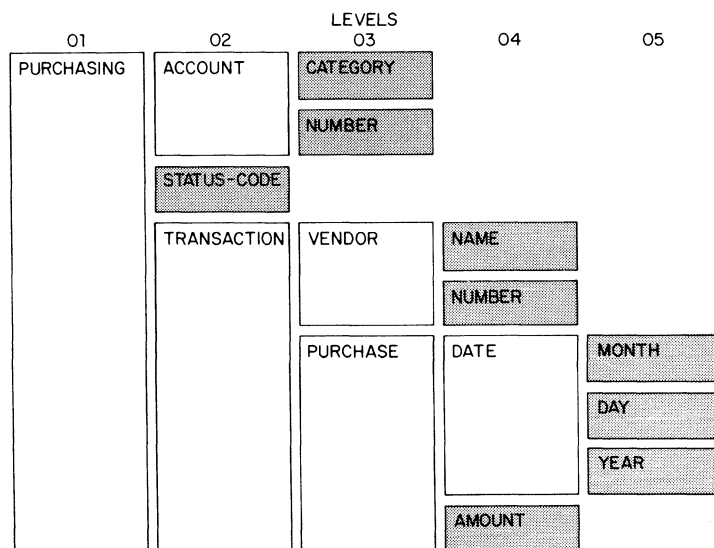 LEVELS
01 02 03 04 05
PURCHASING ACCOUNT CATEGORY
NUMBER
STATUS-CODE
TRANSACTION VENDOR NAME
NUMBER
PURCHASE DATE MONTH
DAY
YEAR
AMOUNT